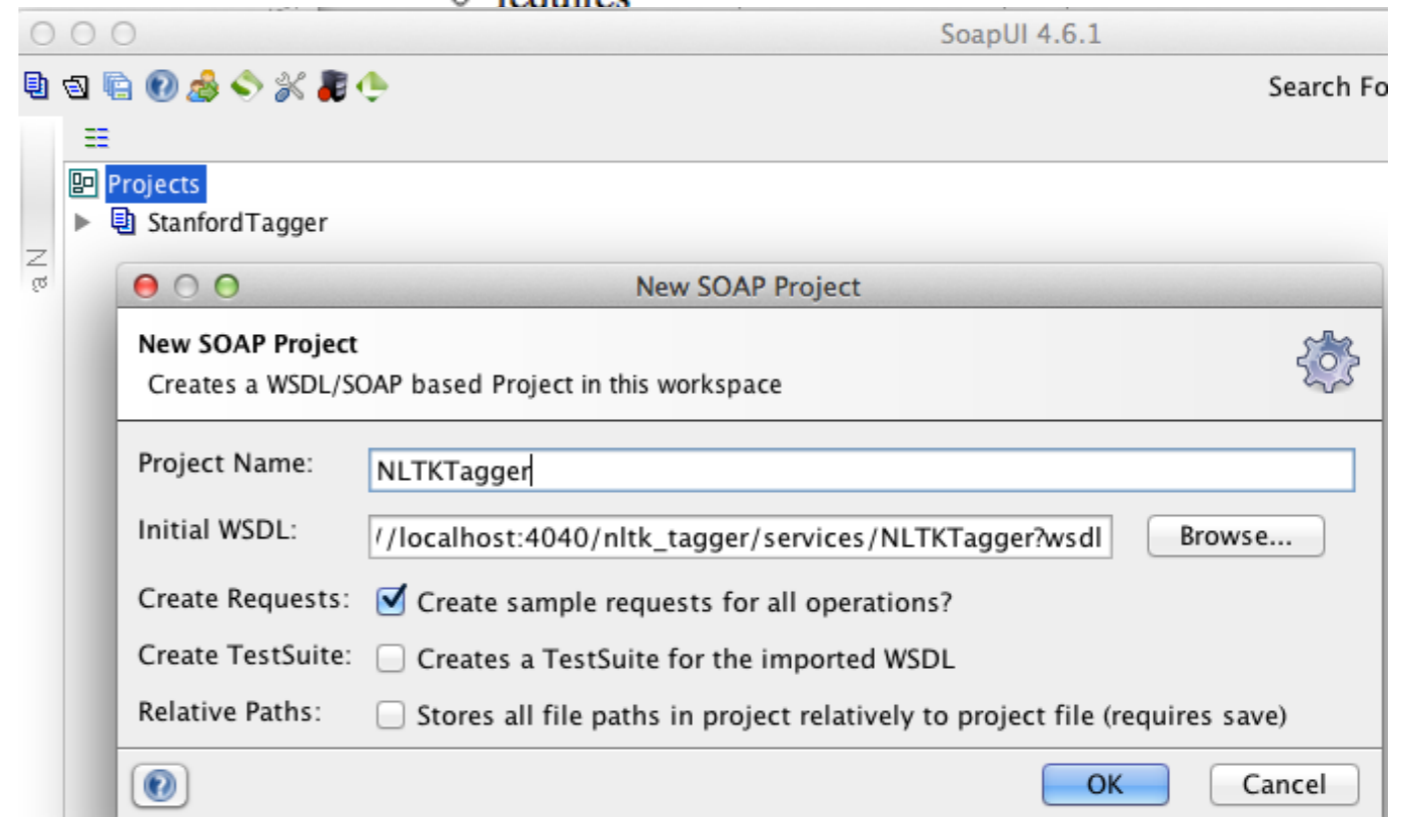 requires
SoapUI 4.6.1
Search Fo
Projects
StanfordTagger
Na
New SOAP Project
New SOAP Project
Creates a WSDL/SOAP based Project in this workspace
Project Name: NLTKTagger
Initial WSDL: //localhost:4040/nltk_tagger/services/NLTKTagger?wsdl Browse...
Create Requests: Create sample requests for all operations?
Create TestSuite: Creates a TestSuite for the imported WSDL
Relative Paths: Stores all file paths in project relatively to project file (requires save)
OK Cancel